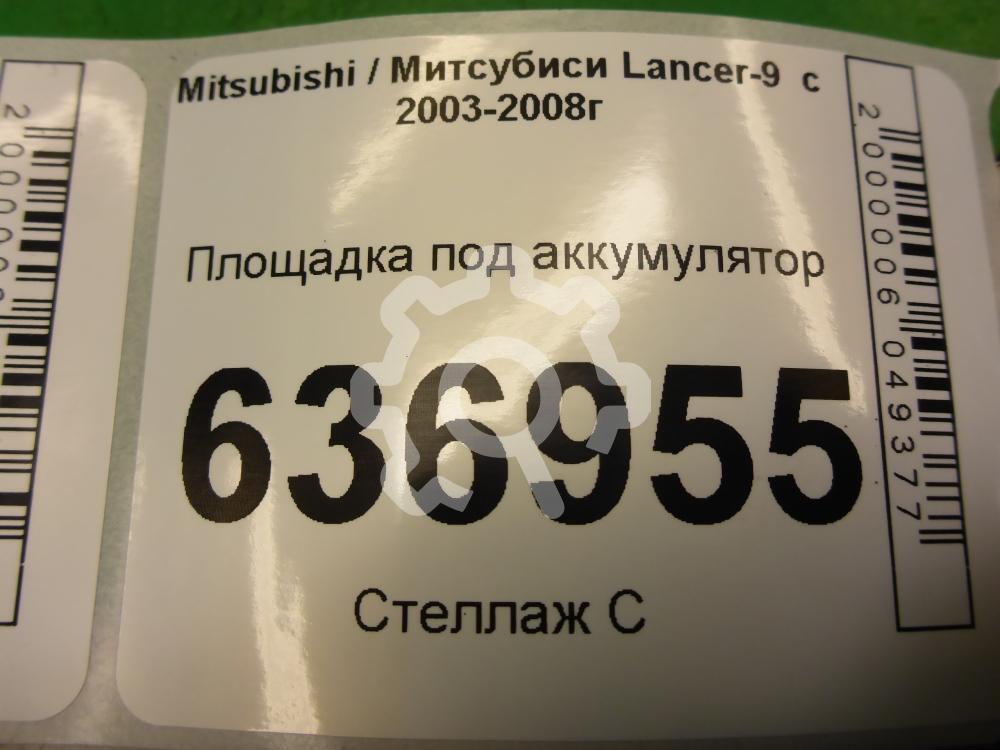 Mitsubishi / Митсубиси Lancer-9 с
2003-2008г
Площадка под аккумулятор
636955
Стеллаж С
2000006049377